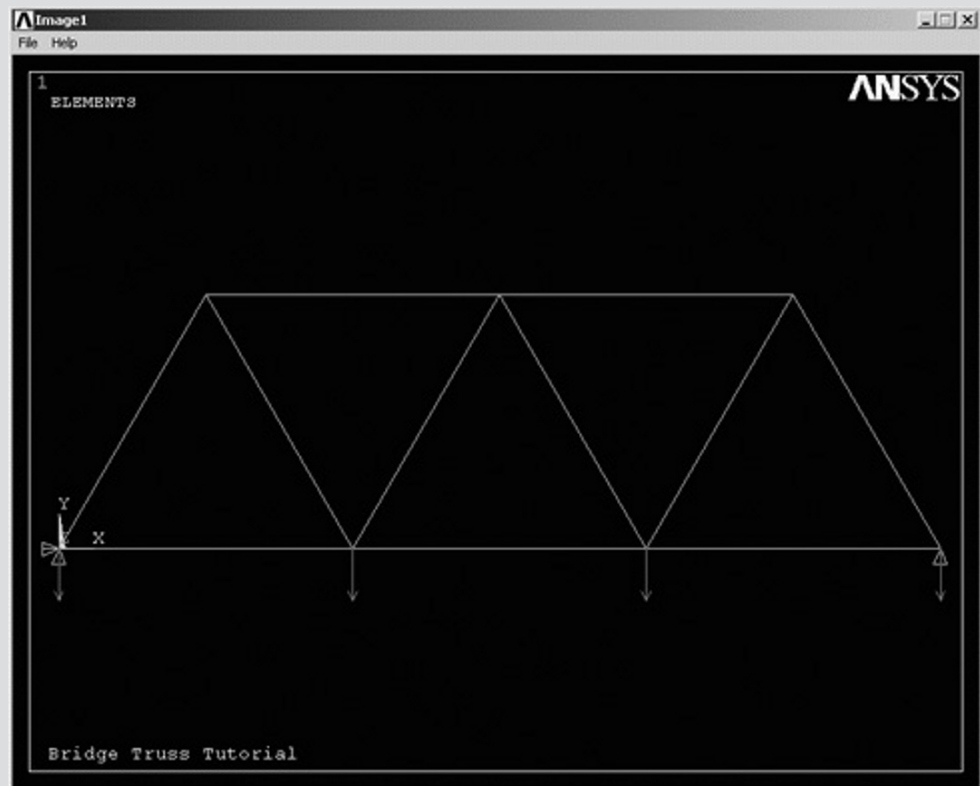 Image1
File Help
1
ELEMENTS
ANSYS
Y
X
Bridge Truss Tutorial